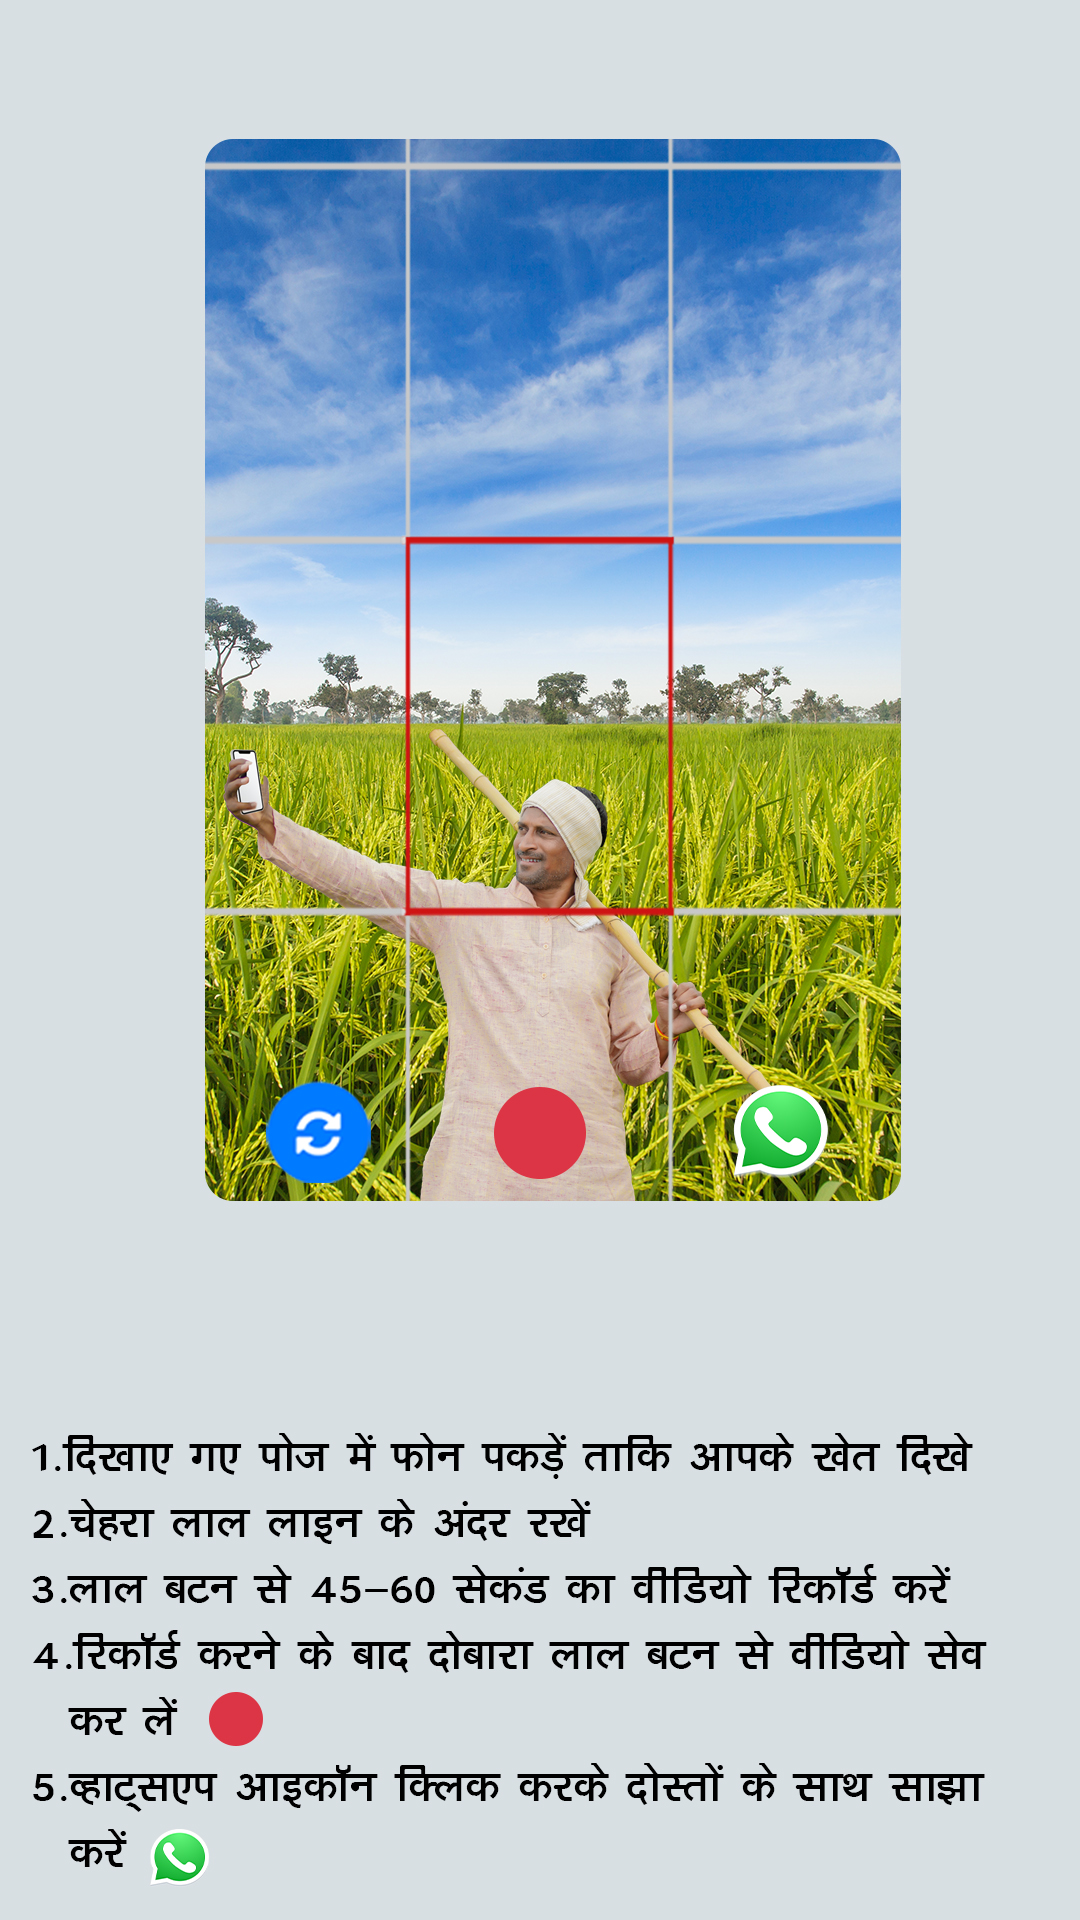 1.दिखाए गए पोज में फोन पकड़ें ताकि आपके खेत दिखे
2.चेहरा लाल लाइन के अंदर रखें
3.लाल बटन से 45–60 सेकंड का वीडियो रिकॉर्ड करें
4.रिकॉर्ड करने के बाद दोबारा लाल बटन से वीडियो सेव
कर लें
5.व्हाट्सएप आइकॉन क्लिक करके दोस्तों के साथ साझा
करें